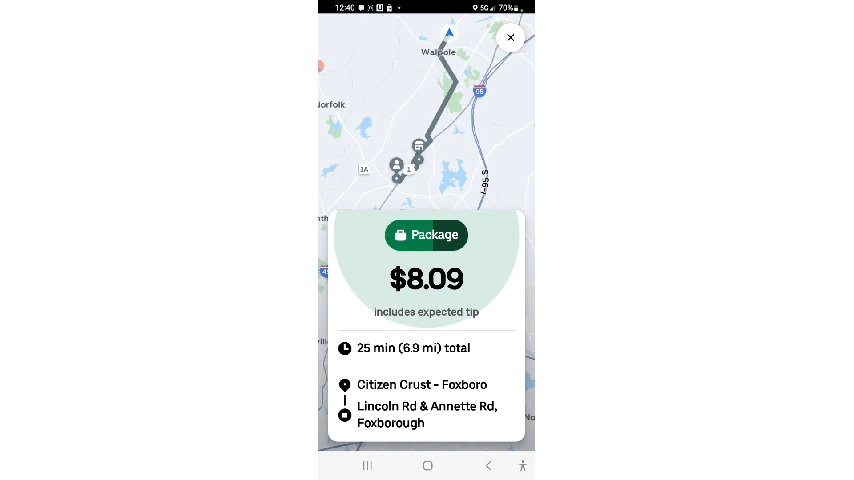 12:40
5G 70%
Walpole
95
Norfolk
1A
1
I-95 S
Package
$8.09
includes expected tip
25 min (6.9 mi) total
Citizen Crust - Foxboro
Lincoln Rd & Annette Rd,
Foxborough